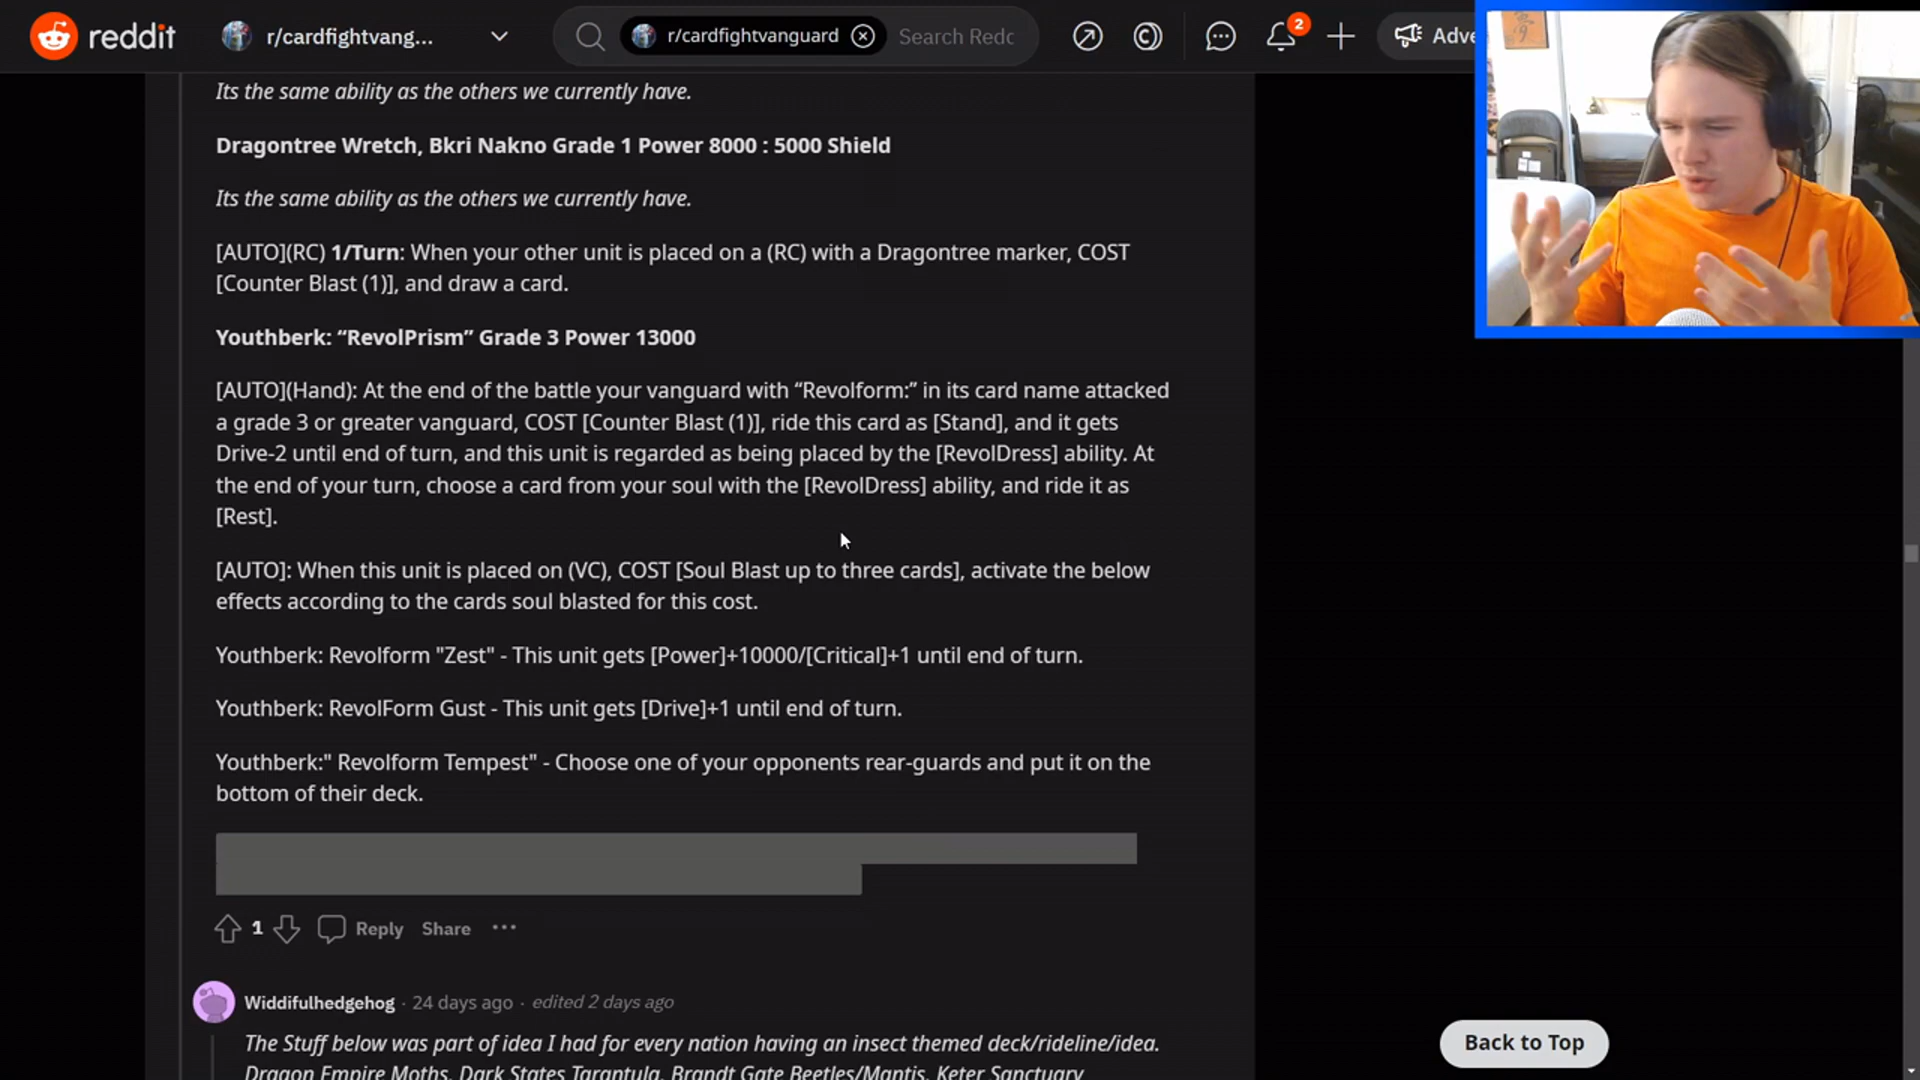 reddit
r/cardfightvang...
r/cardfightvanguard
Search Redc
2
Adve
Its the same ability as the others we currently have.
Dragontree Wretch, Bkri Nakno Grade 1 Power 8000 : 5000 Shield
Its the same ability as the others we currently have.
[AUTO](RC) 1/Turn: When your other unit is placed on a (RC) with a Dragontree marker, COST
[Counter Blast (1)], and draw a card.
Youthberk: “RevolPrism” Grade 3 Power 13000
[AUTO](Hand): At the end of the battle your vanguard with “Revolform:” in its card name attacked
a grade 3 or greater vanguard, COST [Counter Blast (1)], ride this card as [Stand], and it gets
Drive-2 until end of turn, and this unit is regarded as being placed by the [RevolDress] ability. At
the end of your turn, choose a card from your soul with the [RevolDress] ability, and ride it as
[Rest].
[AUTO]: When this unit is placed on (VC), COST [Soul Blast up to three cards], activate the below
effects according to the cards soul blasted for this cost.
Youthberk: Revolform "Zest" - This unit gets [Power]+10000/[Critical]+1 until end of turn.
Youthberk: RevolForm Gust - This unit gets [Drive]+1 until end of turn.
Youthberk:" Revolform Tempest" - Choose one of your opponents rear-guards and put it on the
bottom of their deck.
1 Reply Share ...
Widdifulhedgehog · 24 days ago · edited 2 days ago
The Stuff below was part of idea I had for every nation having an insect themed deck/rideline/idea.
Dragon Empire Moths, Dark States Tarantula, Brandt Gate Beetles/Mantis, Keter Sanctuary
Back to Top